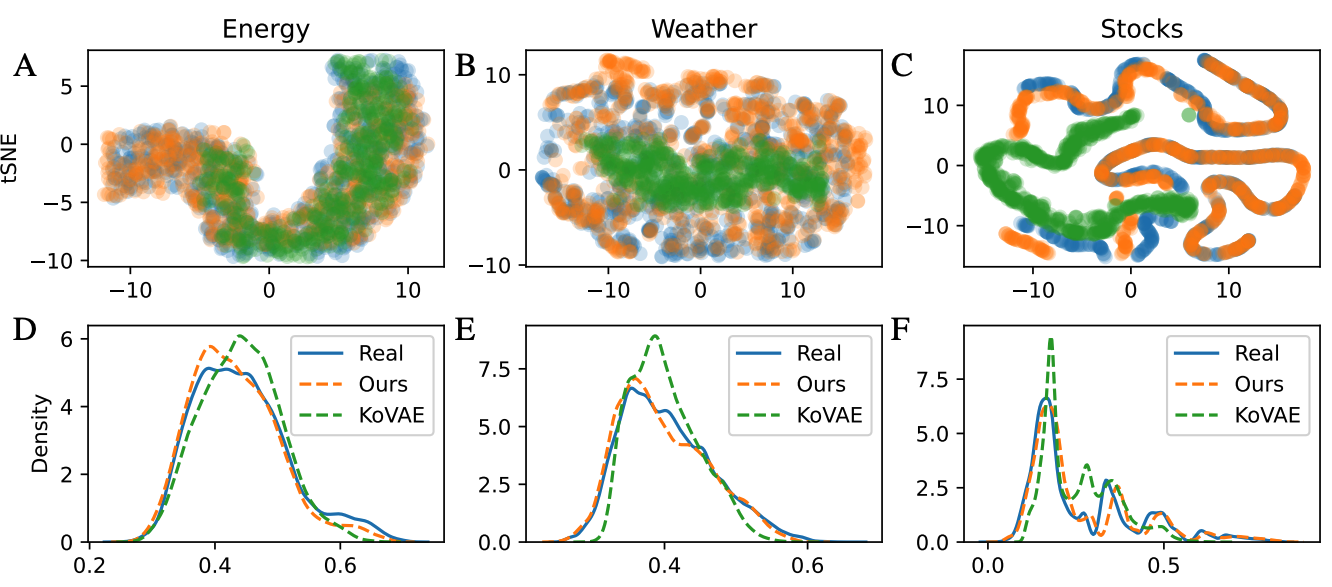 Energy Weather Stocks
A B C
tSNE
5
0
−5
−10
−10 0 10
10
0
−10
−10 0 10
10
0
−10
−10 0 10
D E F
Density
6
4
2
0
0.2 0.4 0.6
Real
Ours
KoVAE
7.5
5.0
2.5
0.0
0.4 0.6
Real
Ours
KoVAE
7.5
5.0
2.5
0.0
0.0 0.5
Real
Ours
KoVAE